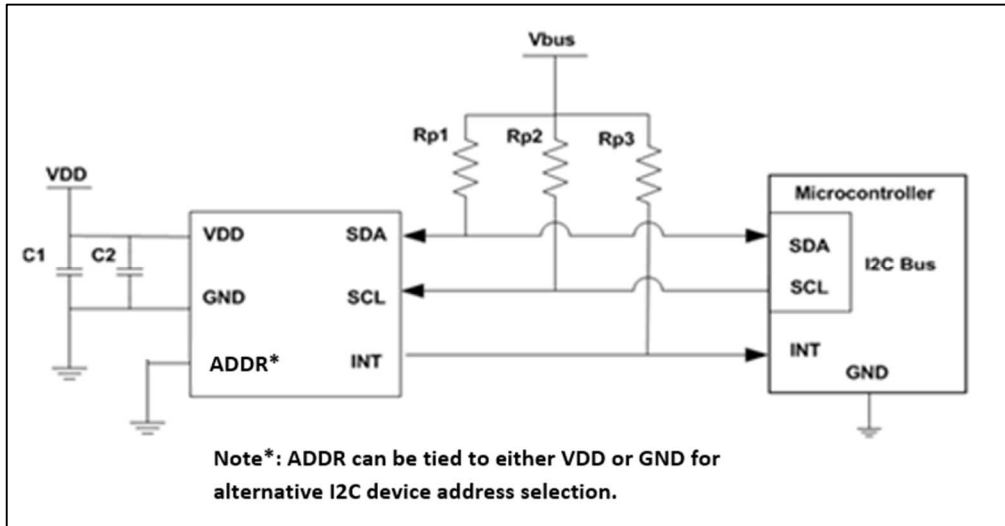 Vbus
Rp1 Rp2 Rp3
VDD
Microcontroller
C1 C2
VDD SDA
SDA
I2C Bus
GND SCL
SCL
ADDR* INT
INT
GND
Note*: ADDR can be tied to either VDD or GND for
alternative I2C device address selection.